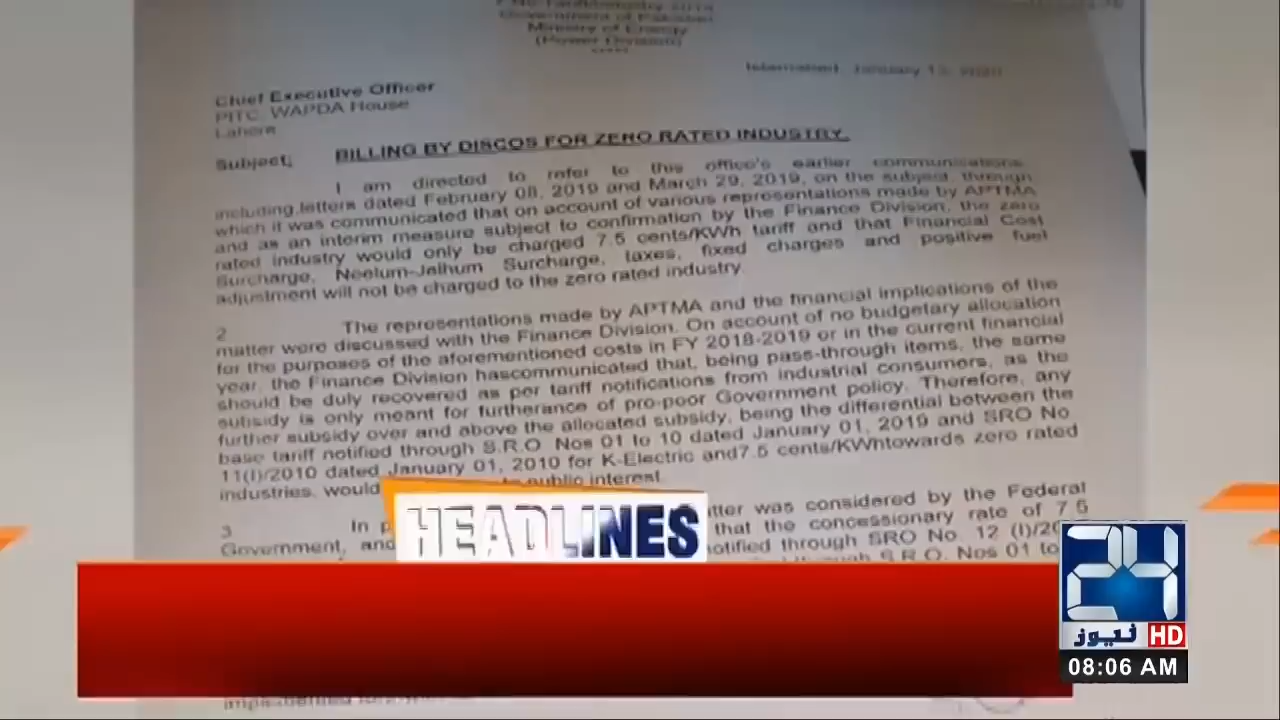 Government of Pakistan
Ministry of Energy
(Power Division)
Islamabad, January 13, 2020
Chief Executive Officer
PITC, WAPDA House
Lahore
Subject; BILLING BY DISCOS FOR ZERO RATED INDUSTRY.
I am directed to refer to this office's earlier communications,
including,letters dated February 08, 2019 and March 29, 2019, on the subject, through
which it was communicated that on account of various representations made by APTMA
and as an interim measure subject to confirmation by the Finance Division, the zero
rated industry would only be charged 7.5 cents/KWh tariff and that Financial Cost
Surcharge, Neelum-Jelhum Surcharge, taxes, fixed charges and positive fuel
adjustment will not be charged to the zero rated industry.
2 The representations made by APTMA and the financial implications of the
matter were discussed with the Finance Division. On account of no budgetary allocation
for the purposes of the aforementioned costs in FY 2018-2019 or in the current financial
year, the Finance Division hascommunicated that, being pass-through items, the same
should be duly recovered as per tariff notifications from industrial consumers, as the
subsidy is only meant for furtherance of pro-poor Government policy. Therefore, any
further subsidy over and above the allocated subsidy, being the differential between the
base tariff notified through S.R.O. Nos 01 to 10 dated January 01, 2019 and SRO No
11(I)/2010 dated January 01, 2010 for K-Electric and7.5 cents/KWhtowards zero rated
industries, would public interest
3 In matter was considered by the Federal
Government, and that the concessionary rate of 7.5
notified through SRO No. 12 (I)/20
through S.R.O. Nos 01 to
HEADLINES
24
نیوز HD
08:06 AM